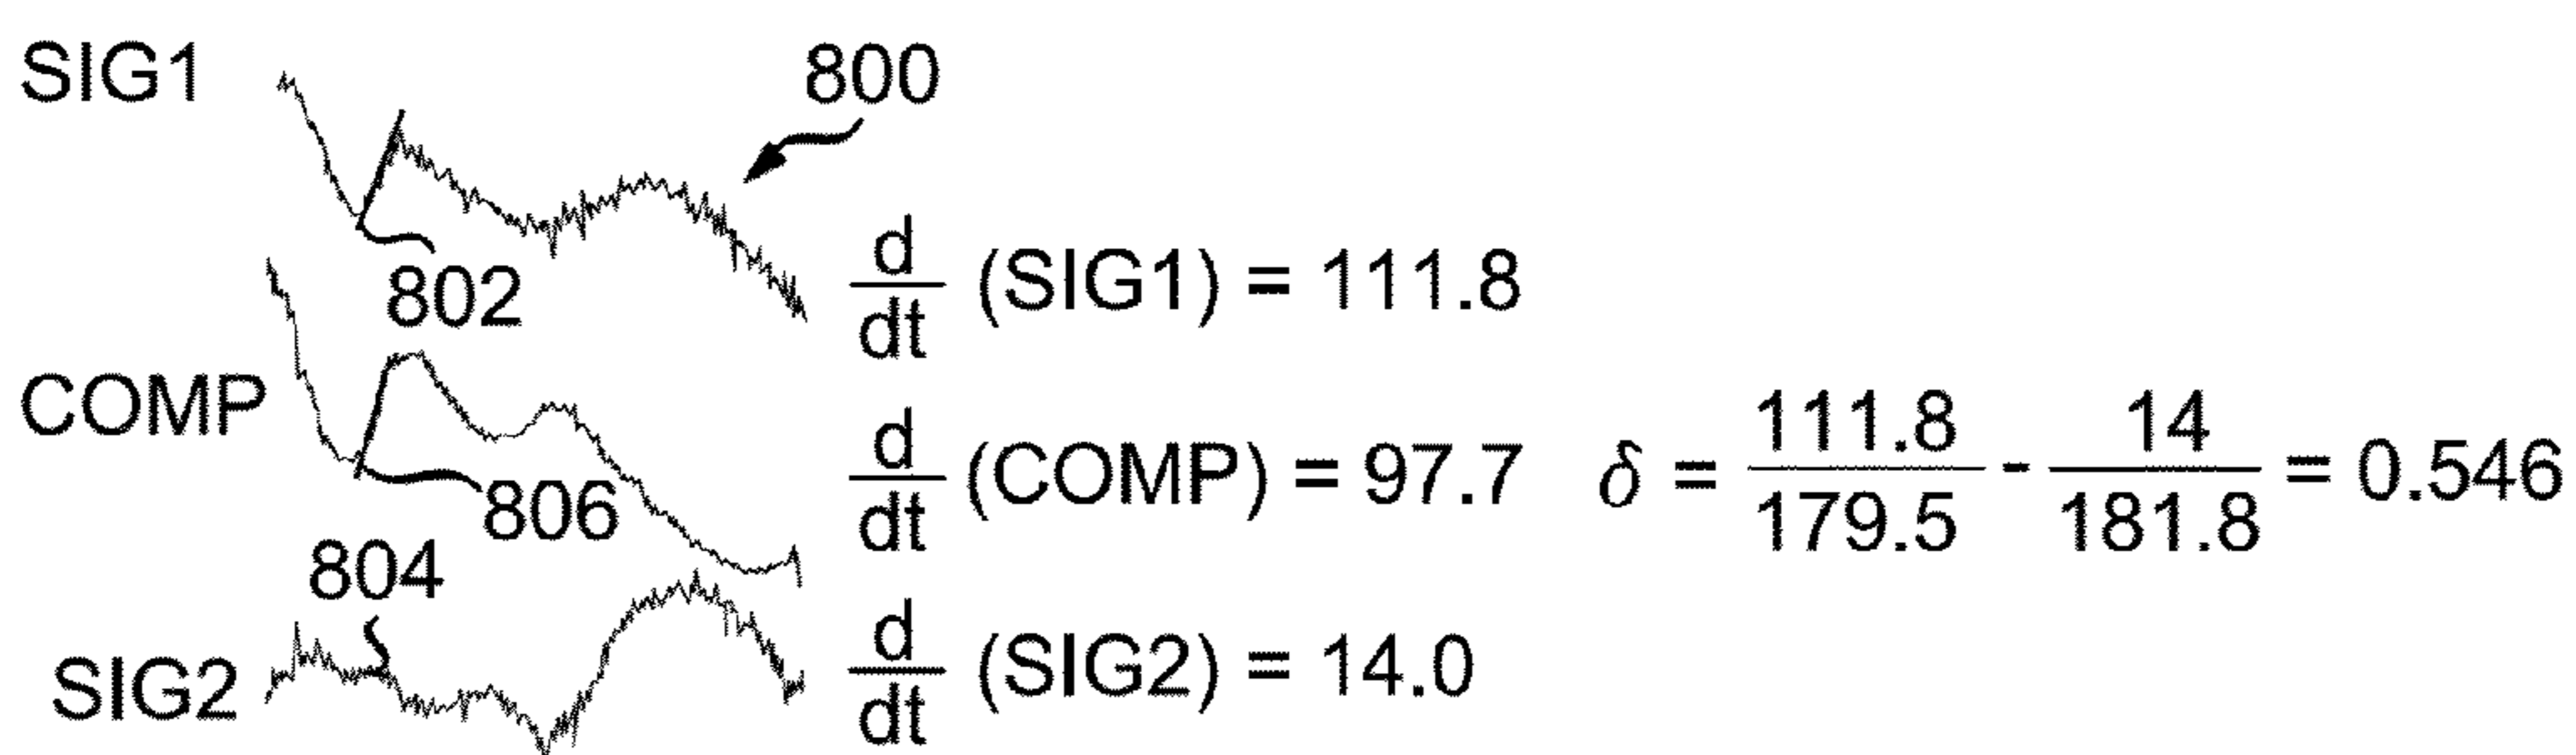 SIG1
800
802
d/dt (SIG1) = 111.8
COMP
806
d/dt (COMP) = 97.7
δ = 111.8/179.5 - 14/181.8 = 0.546
804
SIG2
d/dt (SIG2) = 14.0